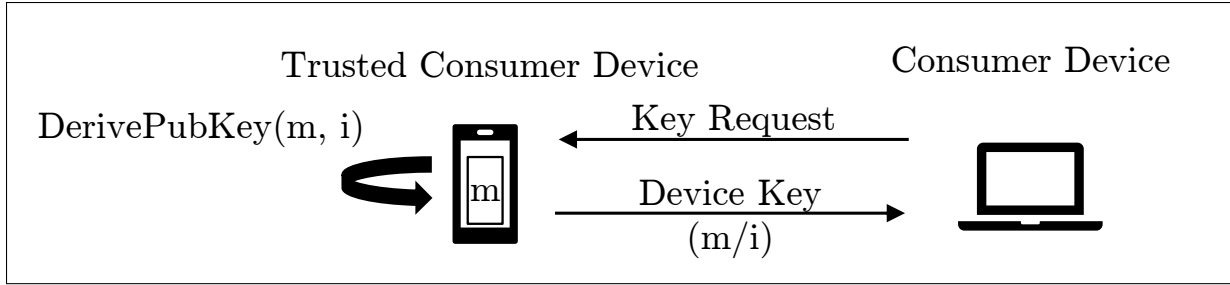 Trusted Consumer Device
Consumer Device
DerivePubKey(m, i)
Key Request
m
Device Key
(m/i)